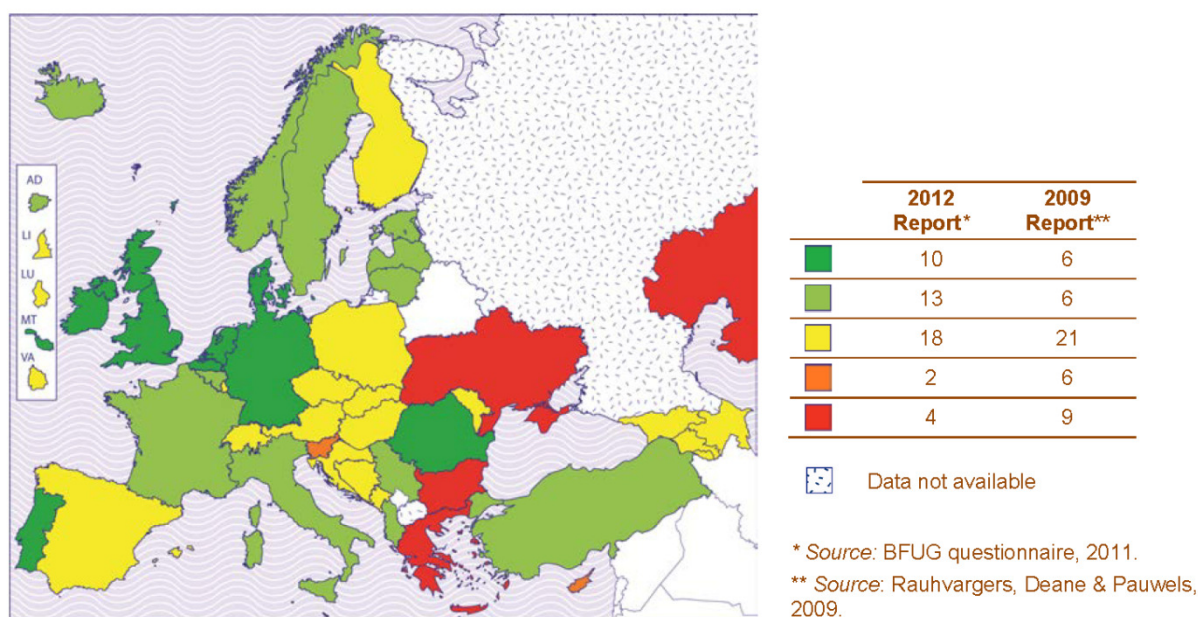 AD
LI
LU
MT
VA
2012 2009
Report* Report**
10 6
13 6
18 21
2 6
4 9
Data not available
* Source: BFUG questionnaire, 2011.
** Source: Rauhvargers, Deane & Pauwels,
2009.